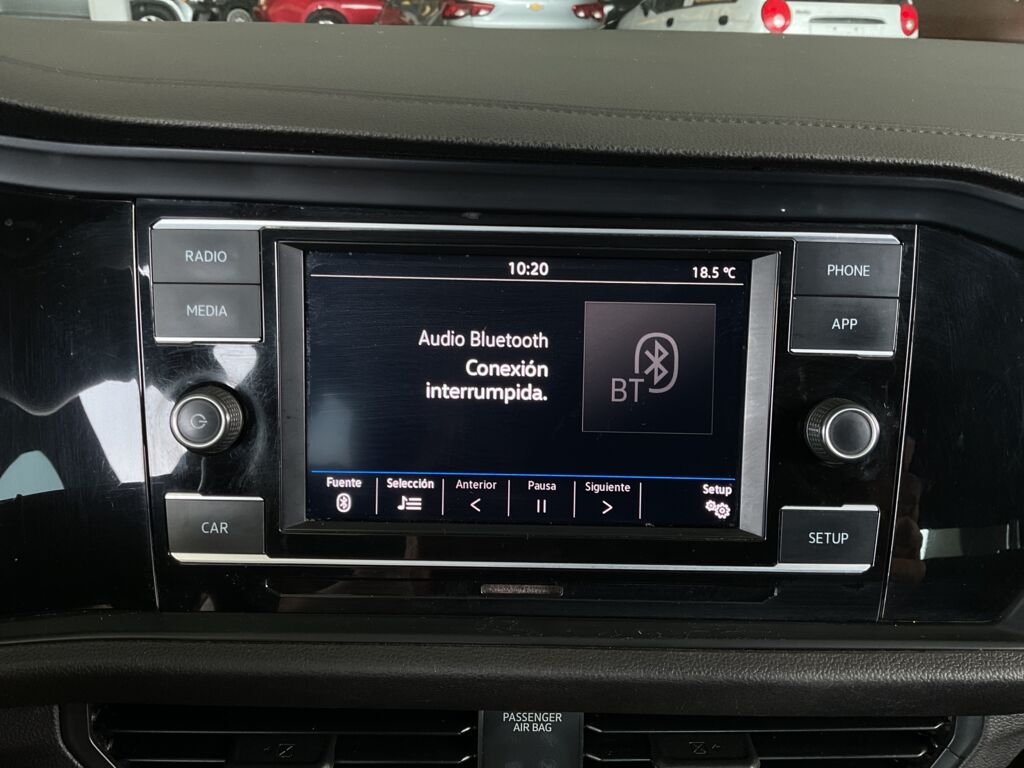 RADIO
MEDIA
CAR
10:20
18.5 °C
Audio Bluetooth
Conexión
interrumpida.
BT
Fuente
Selección
Anterior
Pausa
Siguiente
Setup
PHONE
APP
SETUP
PASSENGER
AIR BAG